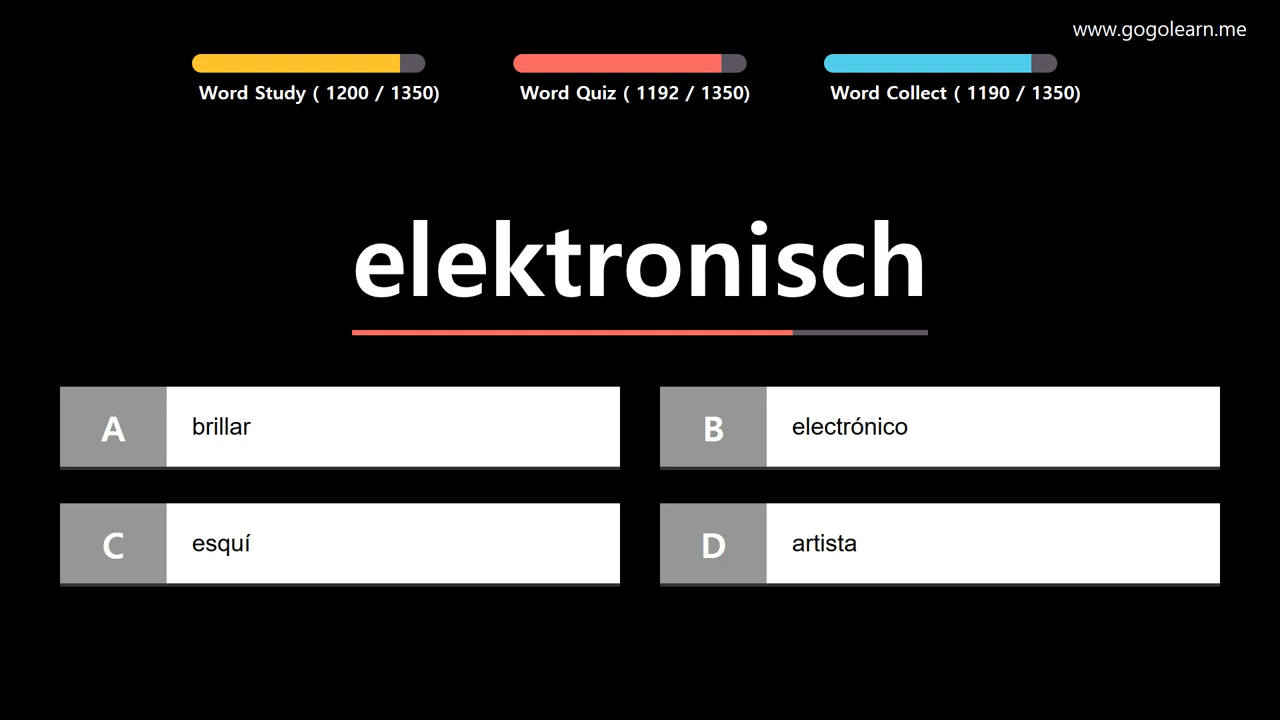 www.gogolearn.me
Word Study ( 1200 / 1350)
Word Quiz ( 1192 / 1350)
Word Collect ( 1190 / 1350)
elektronisch
A brillar
B electrónico
C esquí
D artista